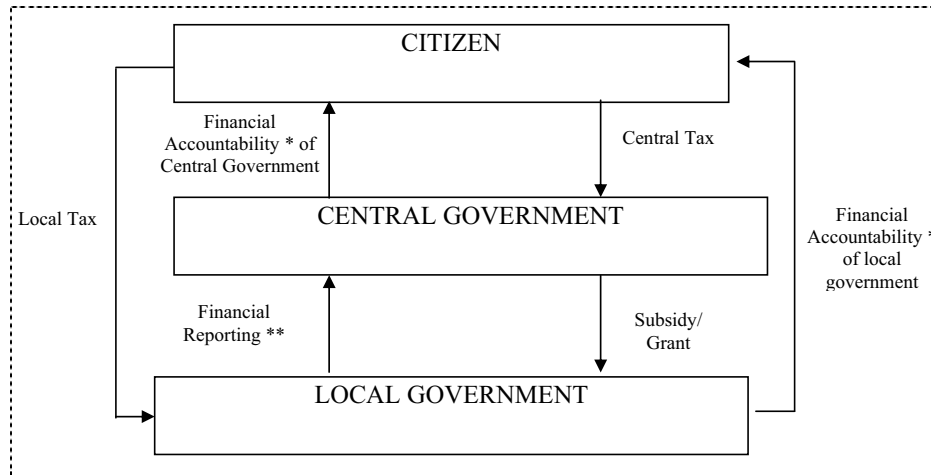 CITIZEN
Financial
Accountability * of
Central Government
Central Tax
Local Tax
CENTRAL GOVERNMENT
Financial
Accountability *
of local
government
Financial
Reporting **
Subsidy/
Grant
LOCAL GOVERNMENT